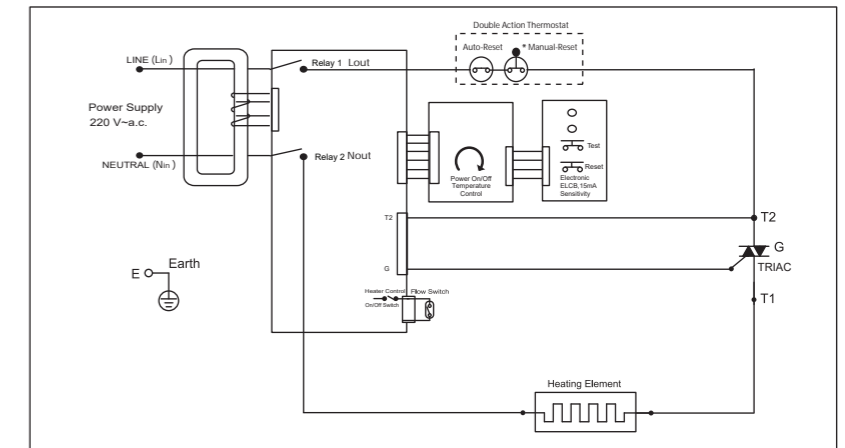 Double Action Thermostat
Auto-Reset
* Manual-Reset
LINE (Lin )
Relay 1 Lout
Power Supply
220 V~a.c.
NEUTRAL (Nin )
Relay 2 Nout
Power On/Off
Temperature
Control
Test
Reset
Electronic
ELCB,15mA
Sensitivity
T2
T2
G
TRIAC
G
E
Earth
T1
Heater Control
On/Off Switch
Flow Switch
Heating Element